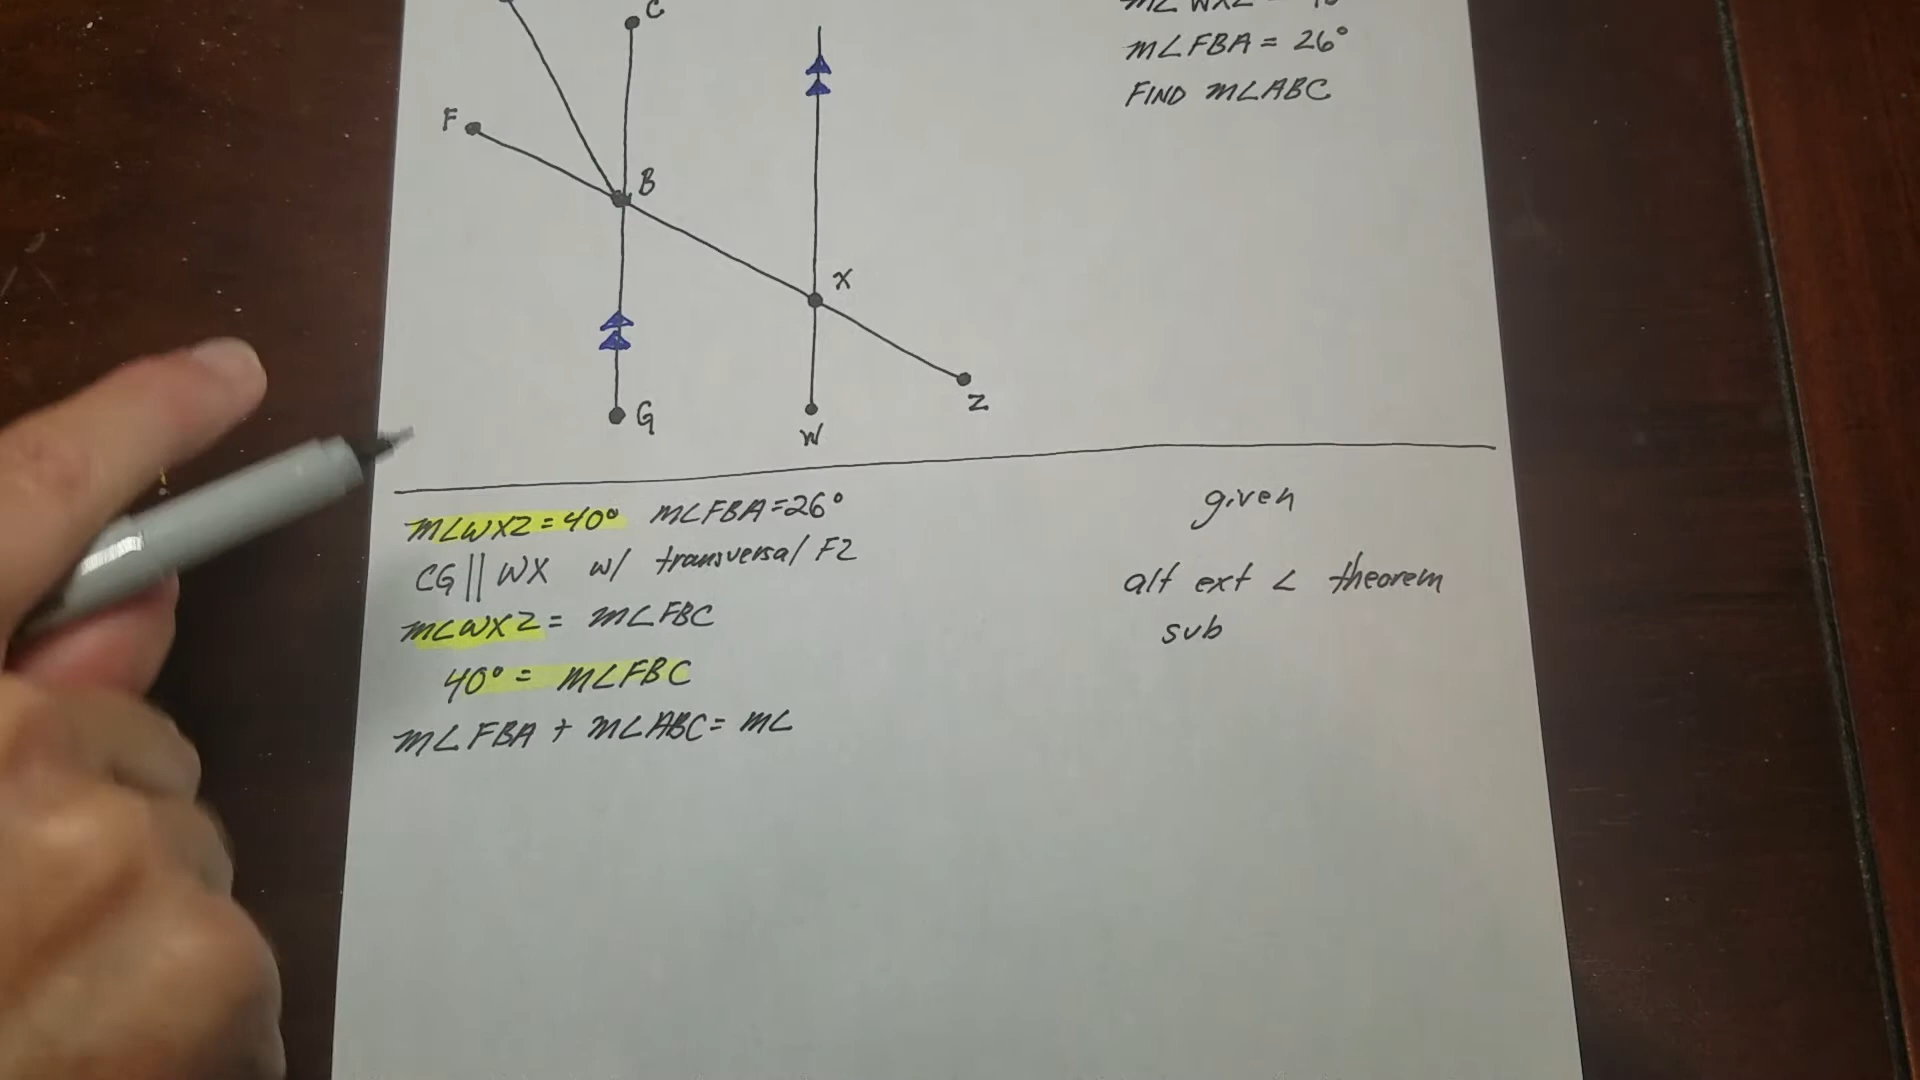 C
m∠FBA = 26°
FIND m∠ABC
F
B
X
Z
G
W
m∠WXZ = 40° m∠FBA = 26°
given
CG || WX w/ transversal FZ
alt ext ∠ theorem
m∠WXZ = m∠FBC
sub
40° = m∠FBC
m∠FBA + m∠ABC = m∠